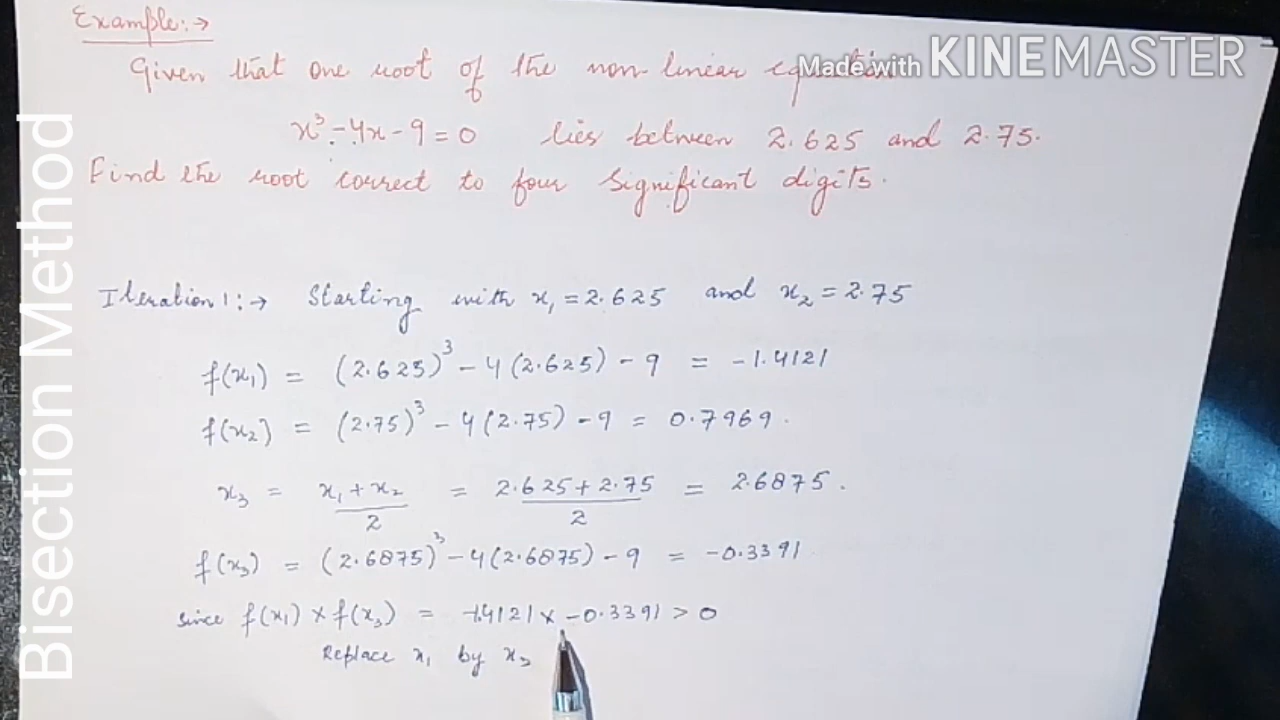 Example:→
Given that one root of the non-linear equation
Made with KINEMASTER
x³ - 4x - 9 = 0 lies between 2.625 and 2.75.
Find the root correct to four significant digits.
Iteration 1:→ Starting with x₁ = 2.625 and x₂ = 2.75
f(x₁) = (2.625)³ - 4(2.625) - 9 = -1.4121
f(x₂) = (2.75)³ - 4(2.75) - 9 = 0.7969.
x₃ = x₁ + x₂ / 2 = 2.625 + 2.75 / 2 = 2.6875.
f(x₃) = (2.6875)³ - 4(2.6875) - 9 = -0.3391
since f(x₁) × f(x₃) = -1.4121 × -0.3391 > 0
Replace x₁ by x₃
Bisection Method